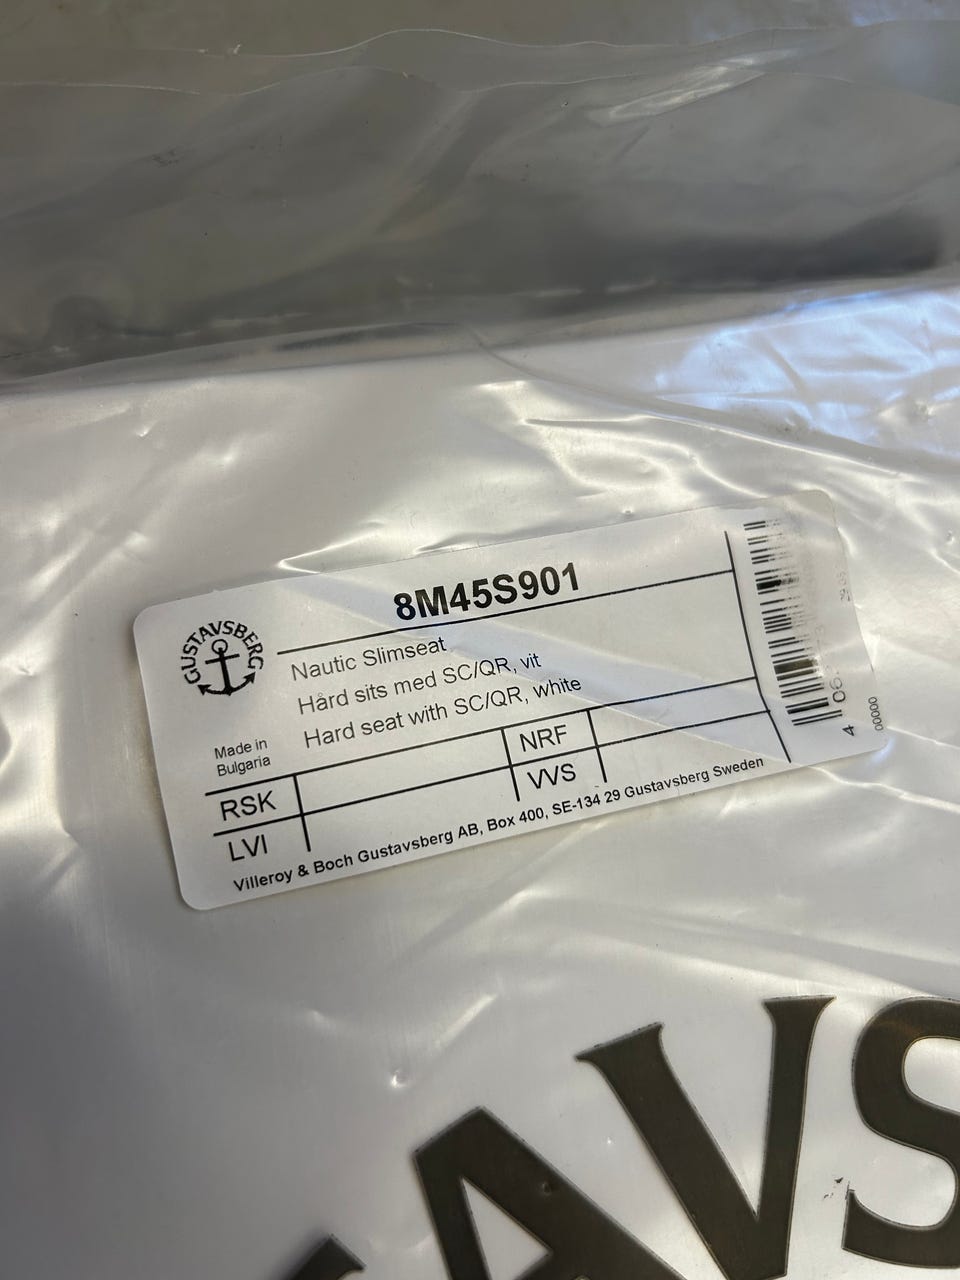 GUSTAVSBERG
8M45S901
Nautic Slimseat
Hård sits med SC/QR, vit
Hard seat with SC/QR, white
Made in
Bulgaria
RSK
NRF
LVI
VVS
Villeroy & Boch Gustavsberg AB, Box 400, SE-134 29 Gustavsberg Sweden
00000
AVS